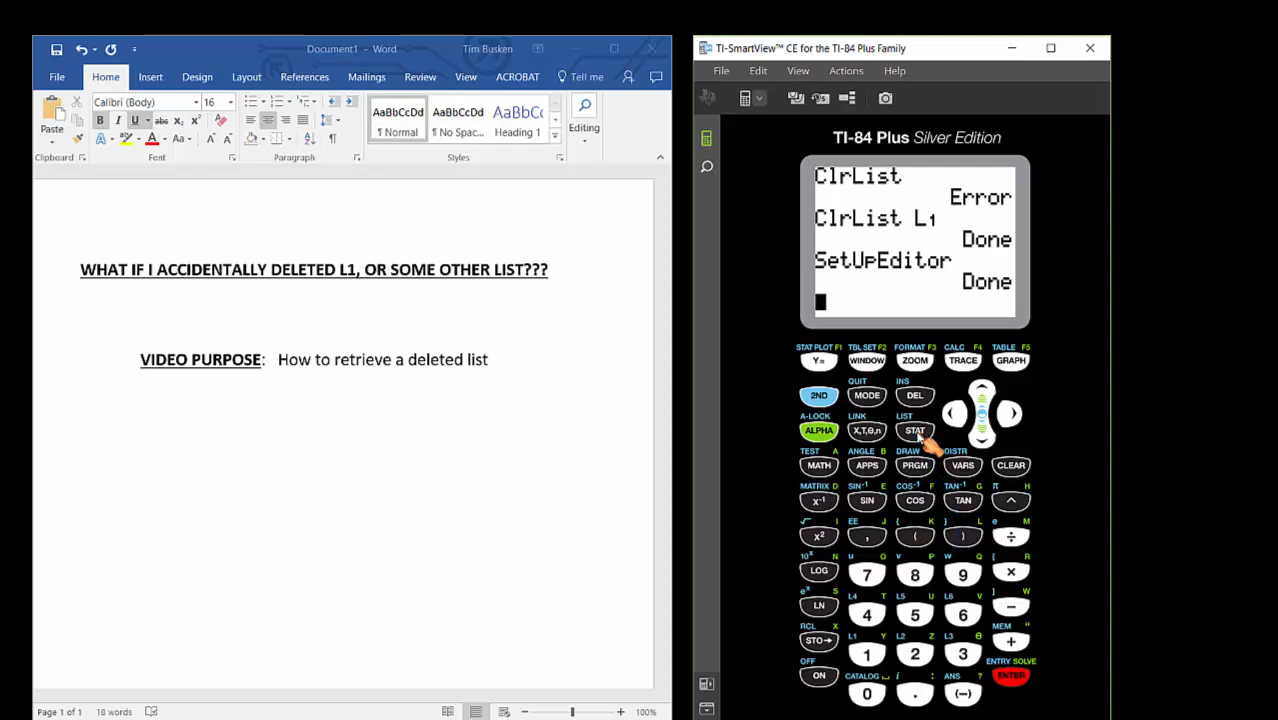 Document1 - Word
Tim Busken
File Home Insert Design Layout References Mailings Review View ACROBAT Tell me
Calibri (Body) 16
Paste
B I U abc x₂ x²
A A Aa
AaBbCcDd AaBbCcDd AaBbCc
¶ Normal ¶ No Spac... Heading 1
Editing
Clipboard Font Paragraph Styles
WHAT IF I ACCIDENTALLY DELETED L1, OR SOME OTHER LIST???
VIDEO PURPOSE: How to retrieve a deleted list
Page 1 of 1 18 words 100%
TI-SmartView™ CE for the TI-84 Plus Family
File Edit View Actions Help
TI-84 Plus Silver Edition
ClrList
Error
ClrList L₁
Done
SetUpEditor
Done
STAT PLOT F1 TBL SET F2 FORMAT F3 CALC F4 TABLE F5
Y= WINDOW ZOOM TRACE GRAPH
QUIT INS
2ND MODE DEL
A-LOCK LINK LIST
ALPHA X,T,Θ,n STAT
TEST A ANGLE B DRAW C DISTR
MATH APPS PRGM VARS CLEAR
MATRIX D SIN⁻¹ E COS⁻¹ F TAN⁻¹ G π H
x⁻¹ SIN COS TAN ^
√ I EE J { K } L e M
x² , ( ) ÷
10ˣ N u O v P w Q [ R
LOG 7 8 9 ×
eˣ S L4 T L5 U L6 V ] W
LN 4 5 6 −
RCL X L1 Y L2 Z L3 θ MEM "
STO→ 1 2 3 +
OFF CATALOG i : ANS ? ENTRY SOLVE
ON 0 . (−) ENTER